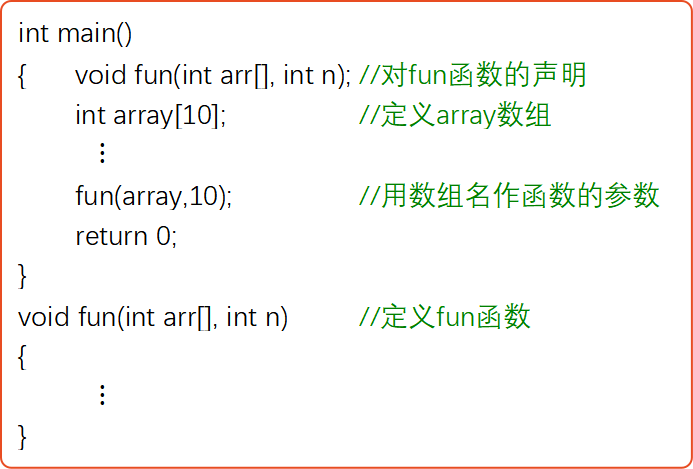 int main()
{ void fun(int arr[], int n); //对fun函数的声明
int array[10]; //定义array数组
⋮
fun(array,10); //用数组名作函数的参数
return 0;
}
void fun(int arr[], int n) //定义fun函数
{
⋮
}